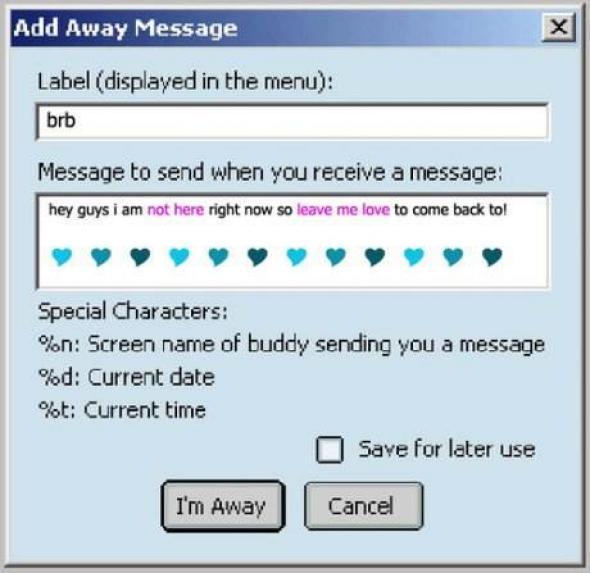 Add Away Message
Label (displayed in the menu):
brb
Message to send when you receive a message:
hey guys i am not here right now so leave me love to come back to!
Special Characters:
%n: Screen name of buddy sending you a message
%d: Current date
%t: Current time
Save for later use
I'm Away Cancel